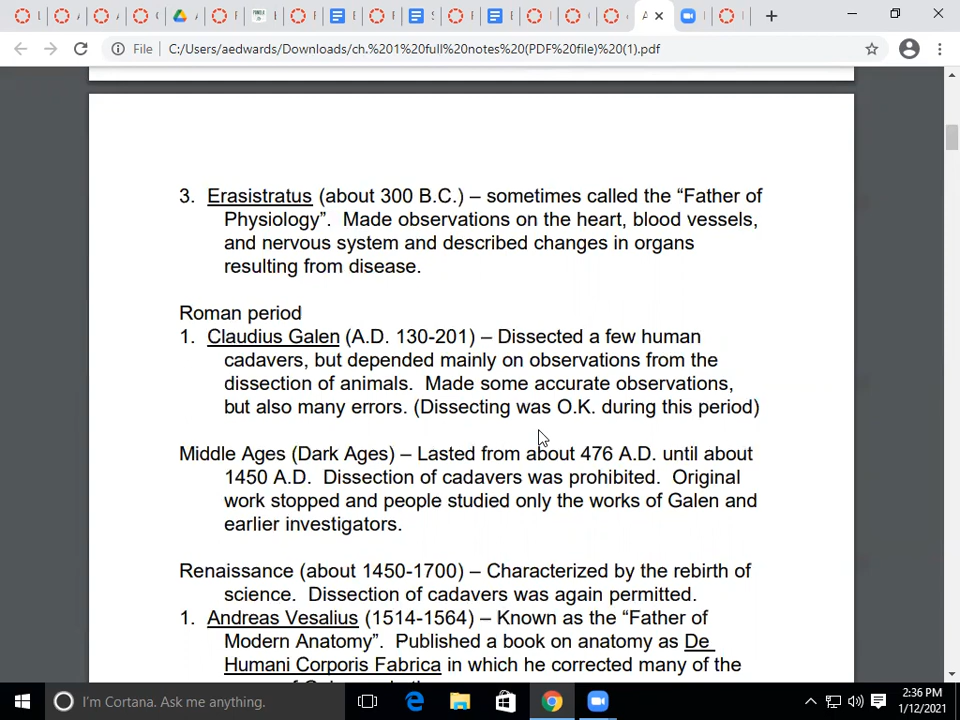 File
C:/Users/aedwards/Downloads/ch.%201%20full%20notes%20(PDF%20file)%20(1).pdf
3. Erasistratus (about 300 B.C.) – sometimes called the “Father of
Physiology”. Made observations on the heart, blood vessels,
and nervous system and described changes in organs
resulting from disease.
Roman period
1. Claudius Galen (A.D. 130-201) – Dissected a few human
cadavers, but depended mainly on observations from the
dissection of animals. Made some accurate observations,
but also many errors. (Dissecting was O.K. during this period)
Middle Ages (Dark Ages) – Lasted from about 476 A.D. until about
1450 A.D. Dissection of cadavers was prohibited. Original
work stopped and people studied only the works of Galen and
earlier investigators.
Renaissance (about 1450-1700) – Characterized by the rebirth of
science. Dissection of cadavers was again permitted.
1. Andreas Vesalius (1514-1564) – Known as the “Father of
Modern Anatomy”. Published a book on anatomy as De
Humani Corporis Fabrica in which he corrected many of the
I'm Cortana. Ask me anything.
2:36 PM
1/12/2021